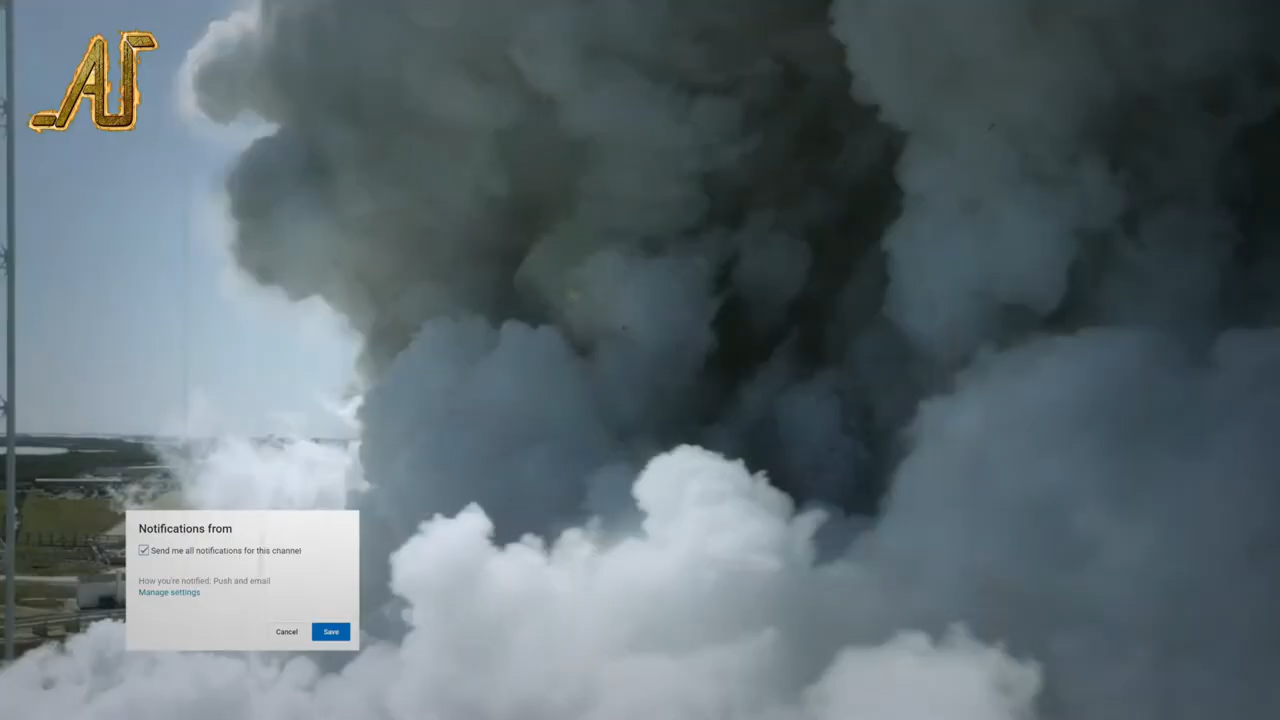 AJ
Notifications from
Send me all notifications for this channel
How you're notified: Push and email
Manage settings
Cancel
Save